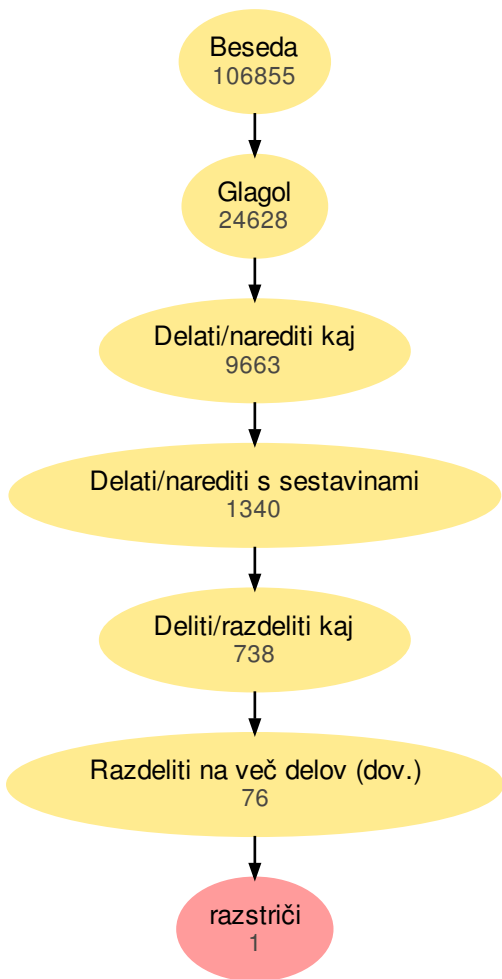 Beseda
106855
Glagol
24628
Delati/narediti kaj
9663
Delati/narediti s sestavinami
1340
Deliti/razdeliti kaj
738
Razdeliti na več delov (dov.)
76
razstriči
1